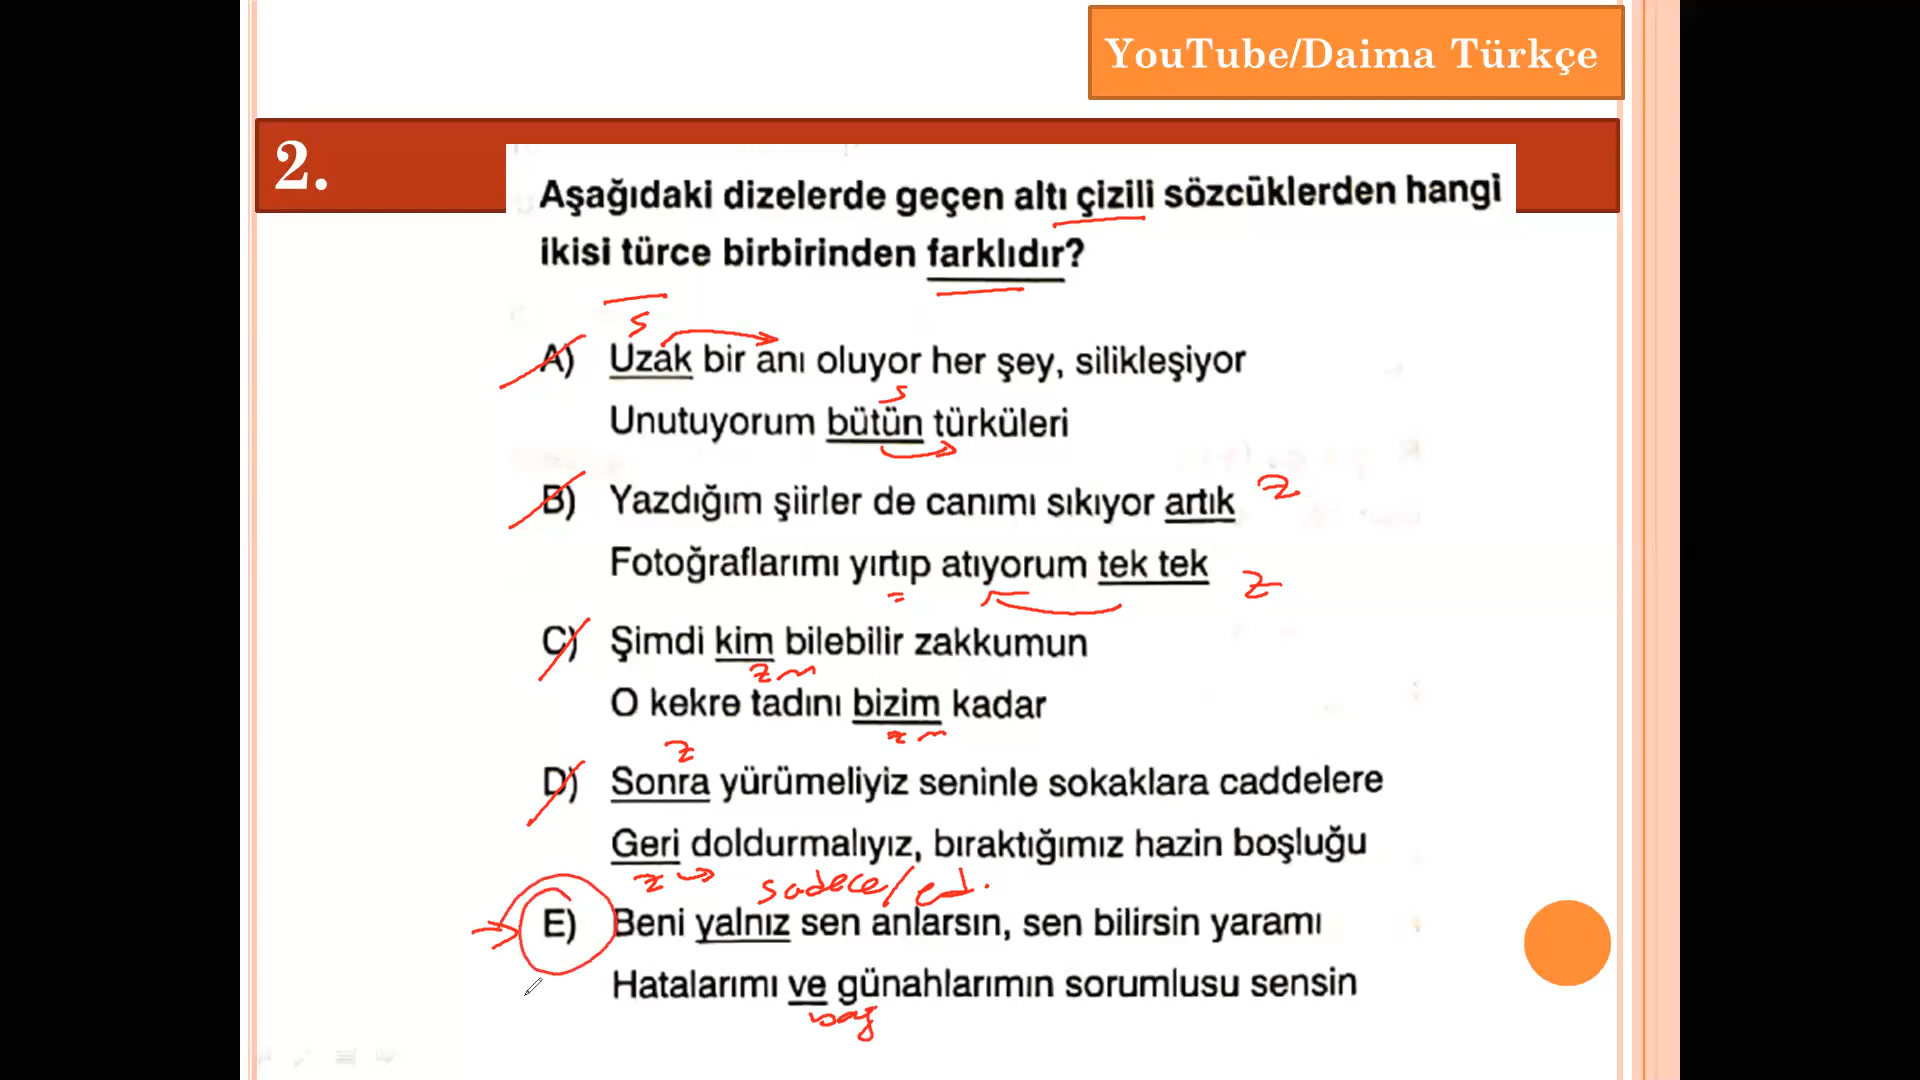 YouTube/Daima Türkçe
2.
Aşağıdaki dizelerde geçen altı çizili sözcüklerden hangi
ikisi türce birbirinden farklıdır?
s
A) Uzak bir anı oluyor her şey, silikleşiyor
s
Unutuyorum bütün türküleri
B) Yazdığım şiirler de canımı sıkıyor artık z
Fotoğraflarımı yırtıp atıyorum tek tek z
C) Şimdi kim bilebilir zakkumun
zm
O kekre tadını bizim kadar
zm
z
D) Sonra yürümeliyiz seninle sokaklara caddelere
Geri doldurmalıyız, bıraktığımız hazin boşluğu
z sadece/ed.
E) Beni yalnız sen anlarsın, sen bilirsin yaramı
Hatalarımı ve günahlarımın sorumlusu sensin
bağ